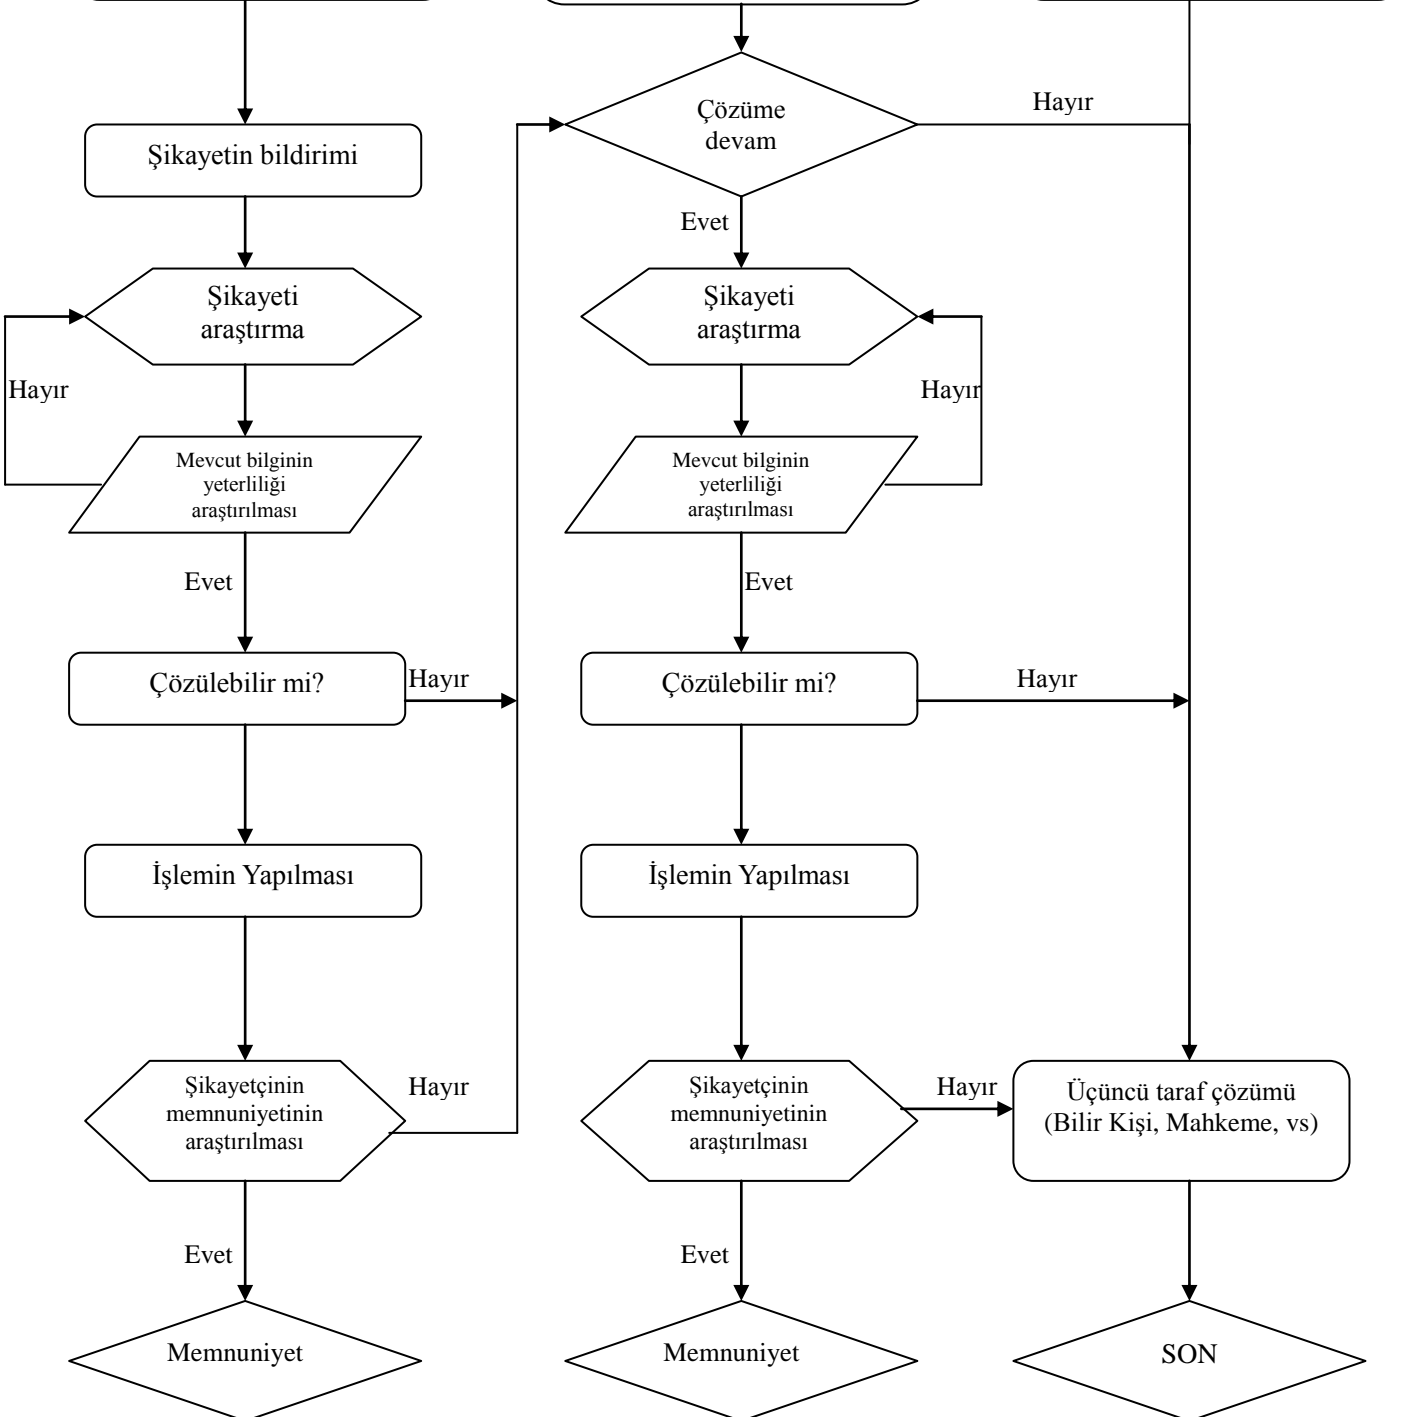 Şikayetin bildirimi
Şikayeti
araştırma
Hayır
Mevcut bilginin
yeterliliği
araştırılması
Evet
Çözülebilir mi?
Hayır
İşlemin Yapılması
Şikayetçinin
memnuniyetinin
araştırılması
Hayır
Evet
Memnuniyet
Çözüme
devam
Hayır
Evet
Şikayeti
araştırma
Hayır
Mevcut bilginin
yeterliliği
araştırılması
Evet
Çözülebilir mi?
Hayır
İşlemin Yapılması
Şikayetçinin
memnuniyetinin
araştırılması
Hayır
Evet
Memnuniyet
Üçüncü taraf çözümü
(Bilir Kişi, Mahkeme, vs)
SON